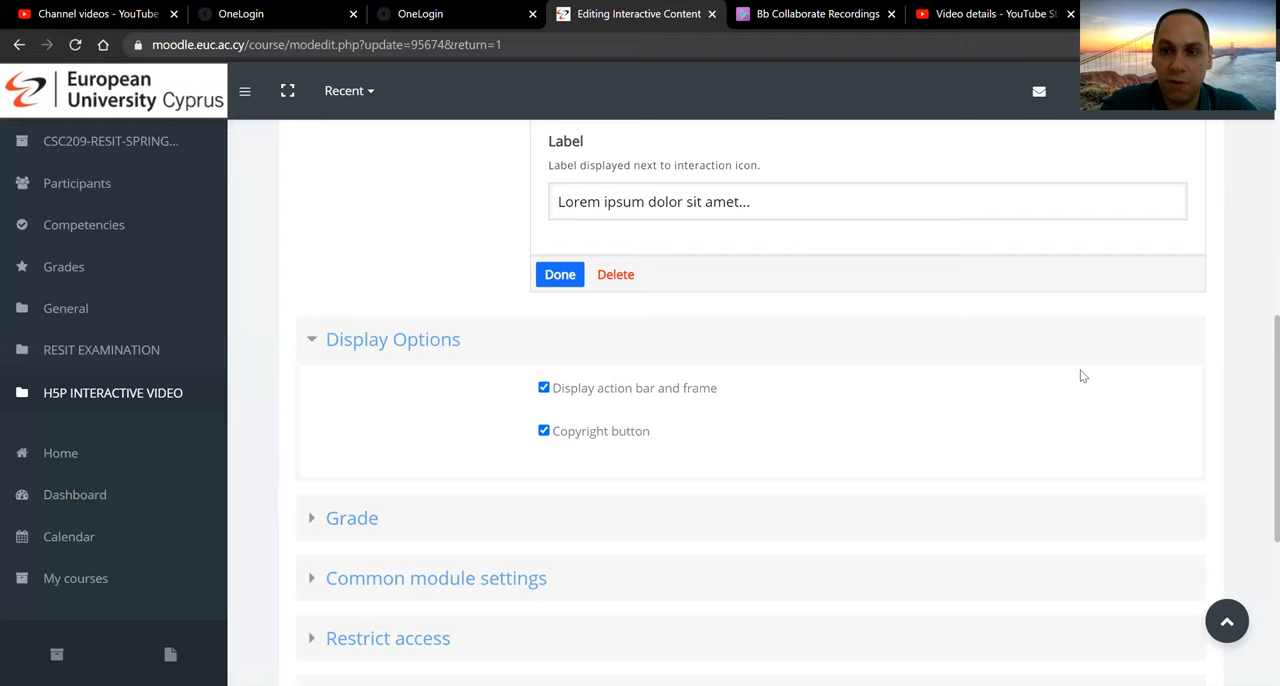 Channel videos - YouTube
OneLogin
OneLogin
Editing Interactive Content
Bb Collaborate Recordings
Video details - YouTube St
moodle.euc.ac.cy/course/modedit.php?update=95674&return=1
European
University Cyprus
Recent
CSC209-RESIT-SPRING...
Participants
Competencies
Grades
General
RESIT EXAMINATION
H5P INTERACTIVE VIDEO
Home
Dashboard
Calendar
My courses
Label
Label displayed next to interaction icon.
Lorem ipsum dolor sit amet...
Done
Delete
Display Options
Display action bar and frame
Copyright button
Grade
Common module settings
Restrict access